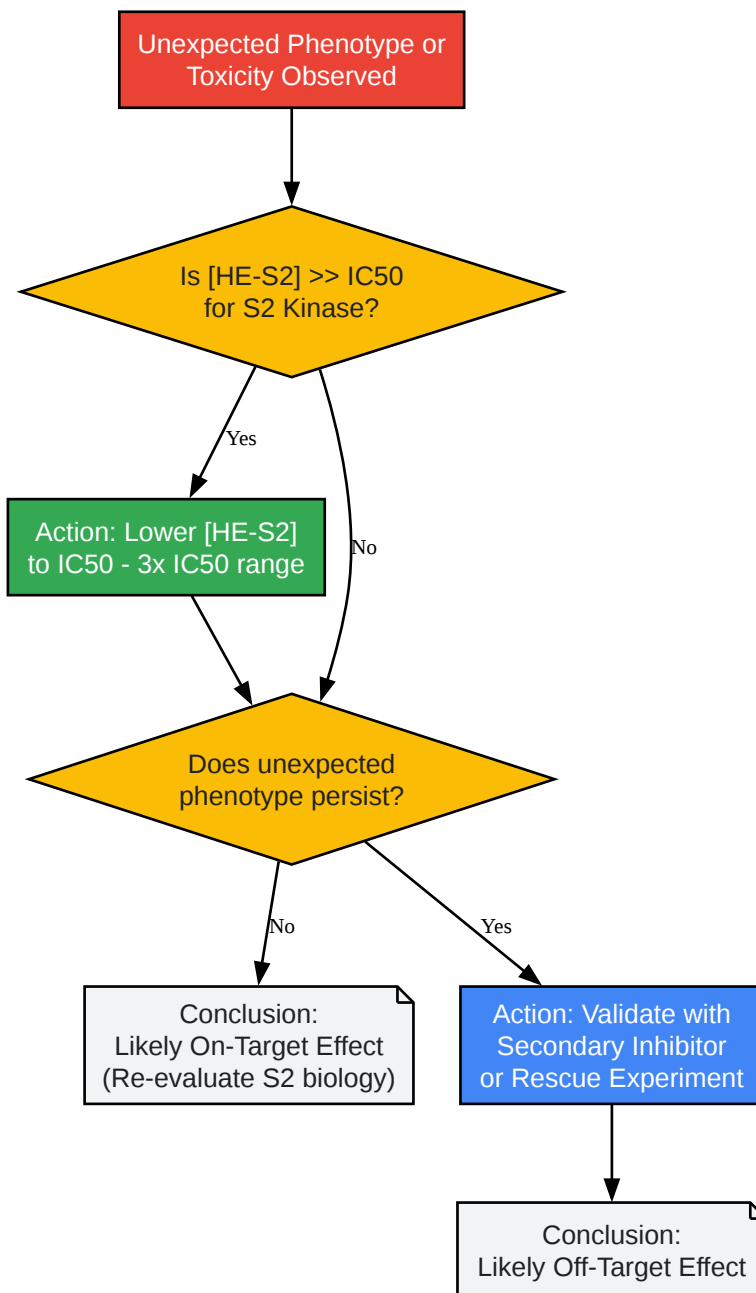 Unexpected Phenotype or
Toxicity Observed
Is [HE-S2] >> IC50
for S2 Kinase?
Yes
Action: Lower [HE-S2]
to IC50 - 3x IC50 range
No
Does unexpected
phenotype persist?
No
Yes
Conclusion:
Likely On-Target Effect
(Re-evaluate S2 biology)
Action: Validate with
Secondary Inhibitor
or Rescue Experiment
Conclusion:
Likely Off-Target Effect